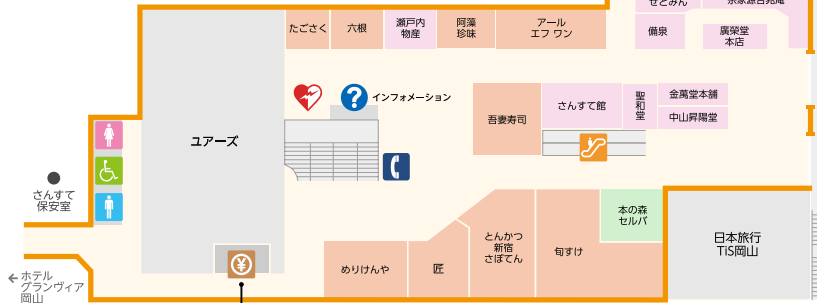 せとみん
宗家源吉兆庵
たごさく
六根
瀬戸内
物産
阿藻
珍味
アール
エフ ワン
備泉
廣榮堂
本店
インフォメーション
吾妻寿司
さんすて館
聖和堂
金萬堂本舗
中山昇陽堂
ユアーズ
さんすて
保安室
本の森
セルバ
とんかつ
新宿
さぼてん
旬すけ
日本旅行
TiS岡山
めりけんや
匠
ホテル
グランヴィア
岡山